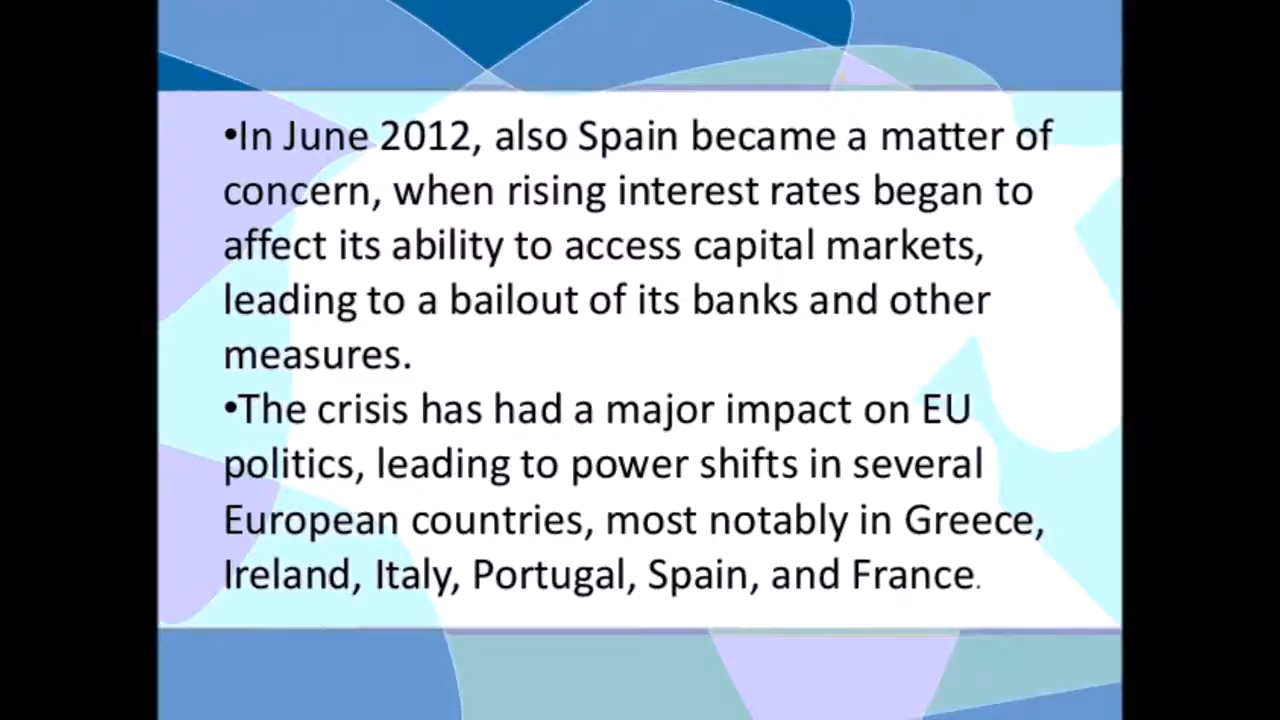 •In June 2012, also Spain became a matter of
concern, when rising interest rates began to
affect its ability to access capital markets,
leading to a bailout of its banks and other
measures.
•The crisis has had a major impact on EU
politics, leading to power shifts in several
European countries, most notably in Greece,
Ireland, Italy, Portugal, Spain, and France.